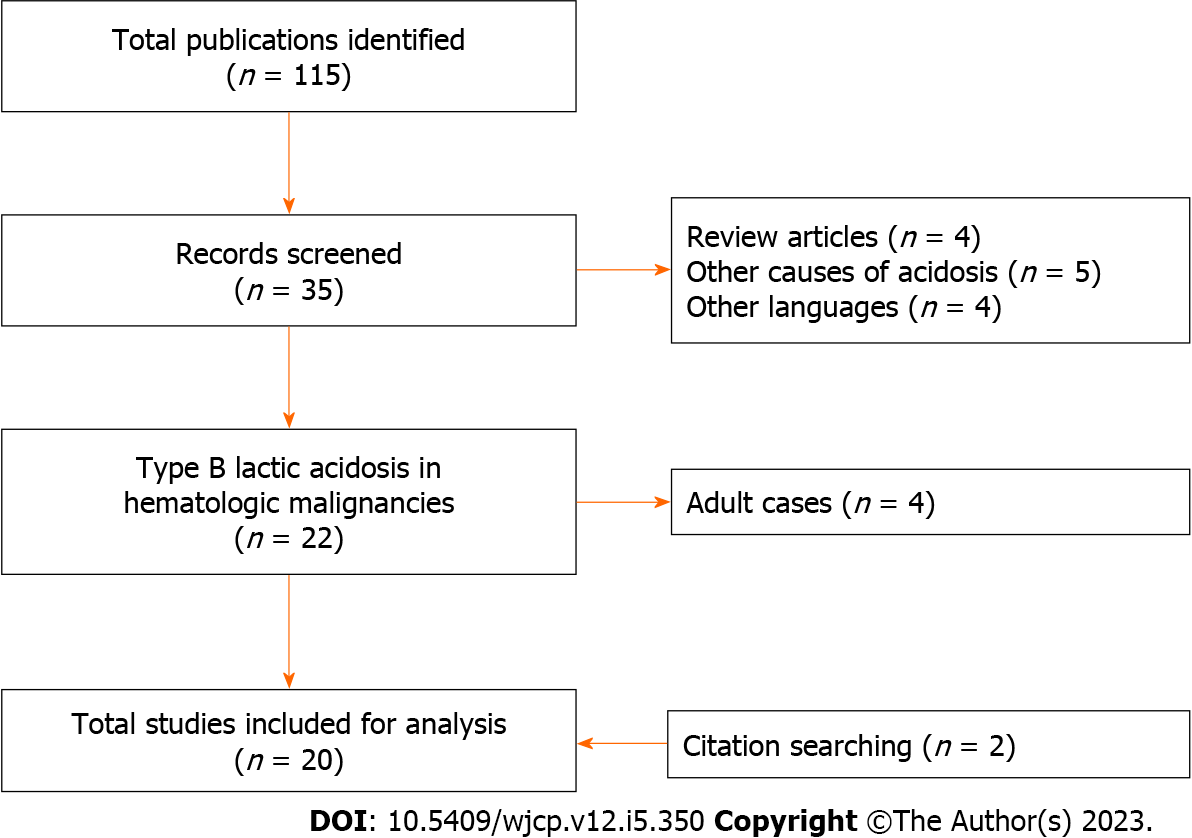 Total publications identified
(n = 115)
Records screened
(n = 35)
Review articles (n = 4)
Other causes of acidosis (n = 5)
Other languages (n = 4)
Type B lactic acidosis in
hematologic malignancies
(n = 22)
Adult cases (n = 4)
Total studies included for analysis
(n = 20)
Citation searching (n = 2)
DOI: 10.5409/wjcp.v12.i5.350 Copyright ©The Author(s) 2023.